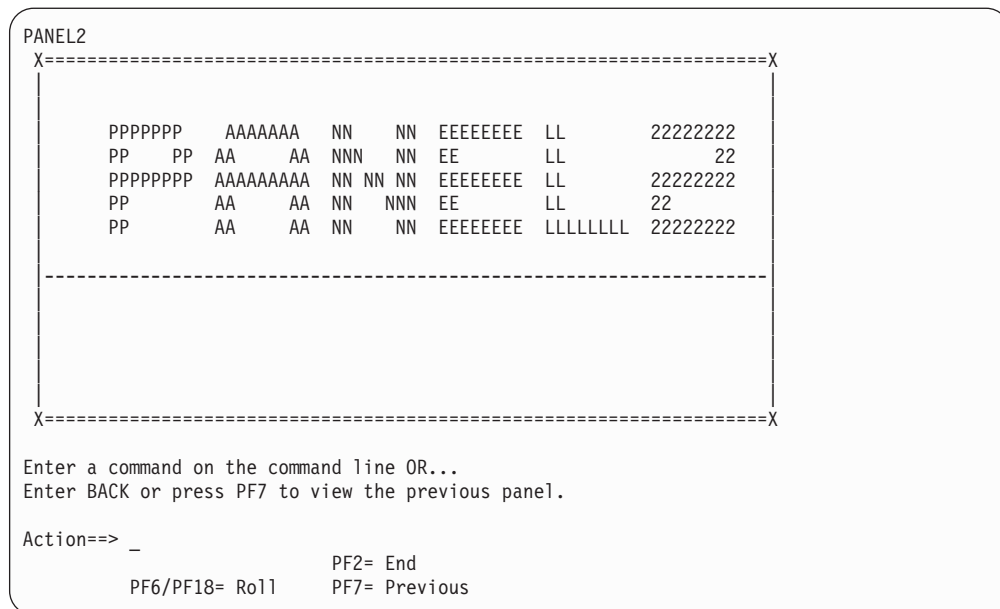 PANEL2
X====================================================================X
PPPPPPP    AAAAAAA   NN    NN  EEEEEEEE  LL        22222222
PP    PP  AA     AA  NNN   NN  EE        LL              22
PPPPPPPP  AAAAAAAAA  NN NN NN  EEEEEEEE  LL        22222222
PP        AA     AA  NN   NNN  EE        LL        22
PP        AA     AA  NN    NN  EEEEEEEE  LLLLLLLL  22222222
|--------------------------------------------------------------------|
X====================================================================X
Enter a command on the command line OR...
Enter BACK or press PF7 to view the previous panel.
Action==> _
PF2= End
PF6/PF18= Roll     PF7= Previous